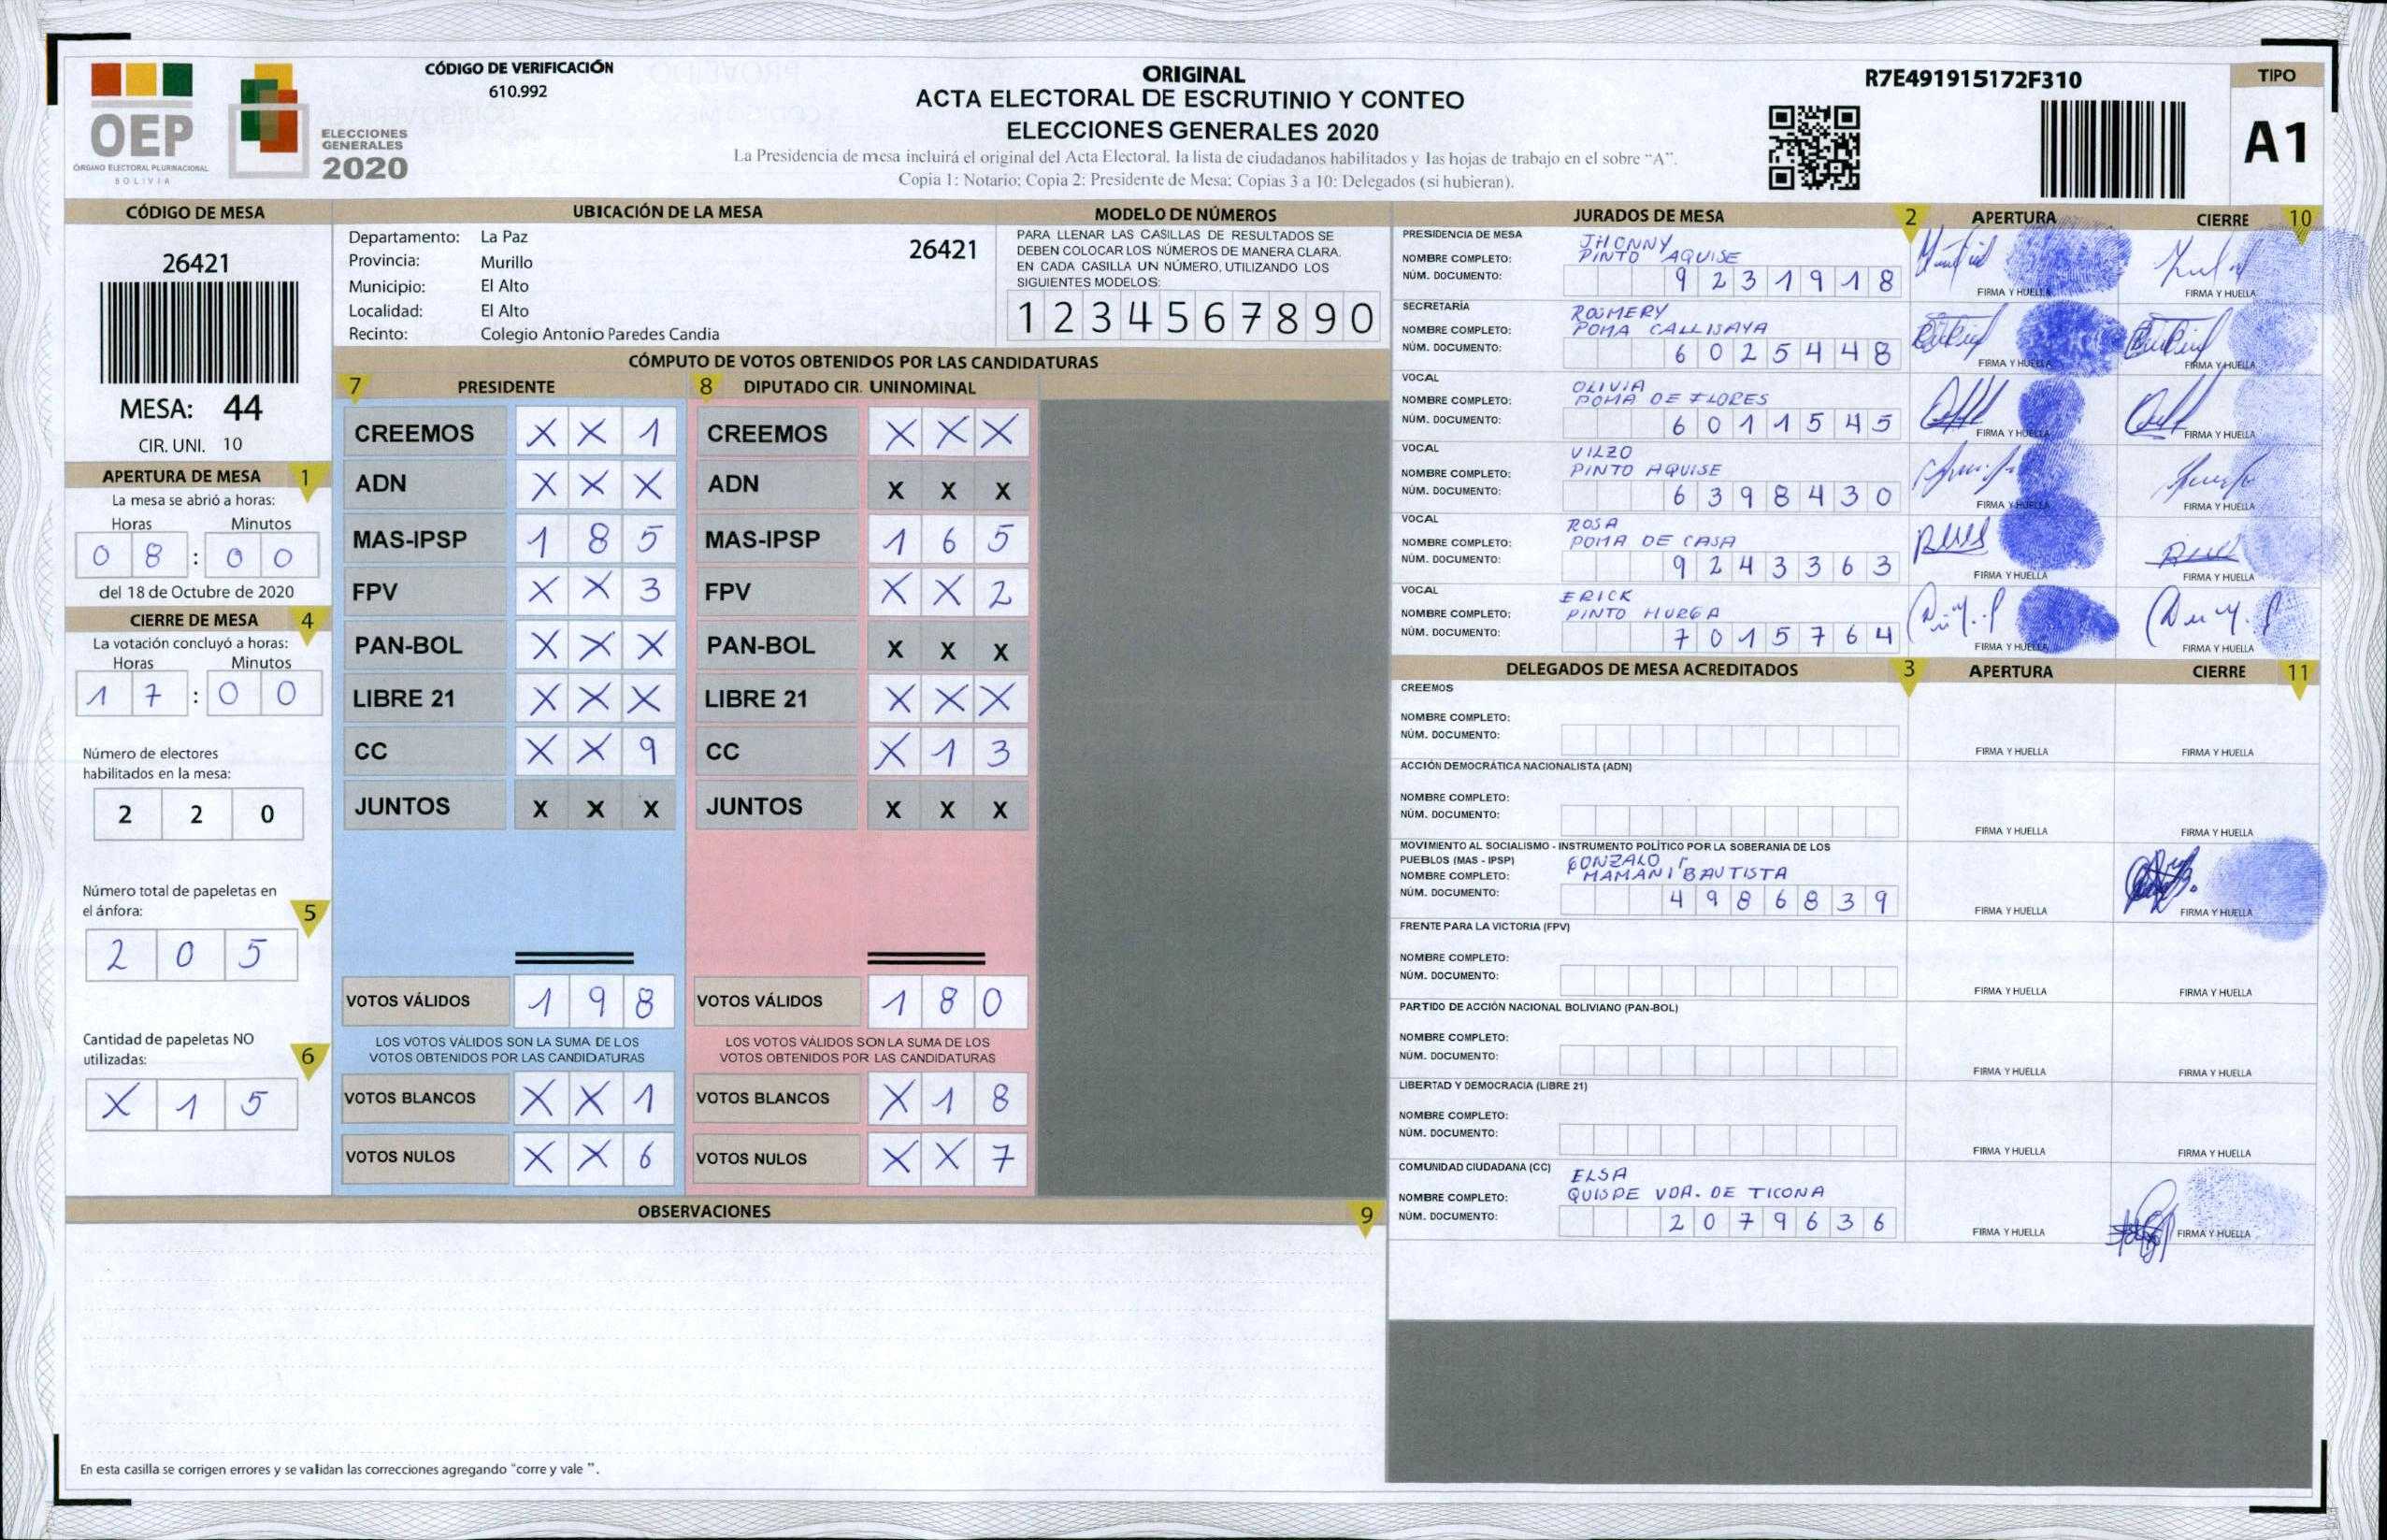 OEP
ÓRGANO ELECTORAL PLURINACIONAL
BOLIVIA
ELECCIONES
GENERALES
2020
CÓDIGO DE VERIFICACIÓN
610.992
ORIGINAL
ACTA ELECTORAL DE ESCRUTINIO Y CONTEO
ELECCIONES GENERALES 2020
La Presidencia de mesa incluirá el original del Acta Electoral, la lista de ciudadanos habilitados y las hojas de trabajo en el sobre "A".
Copia 1: Notario; Copia 2: Presidente de Mesa; Copias 3 a 10: Delegados (si hubieran).
R7E491915172F310
TIPO
A1
CÓDIGO DE MESA
26421
MESA: 44
CIR. UNI. 10
APERTURA DE MESA 1
La mesa se abrió a horas:
Horas Minutos
0 8 : 0 0
del 18 de Octubre de 2020
CIERRE DE MESA 4
La votación concluyó a horas:
Horas Minutos
1 7 : 0 0
Número de electores
habilitados en la mesa:
2 2 0
Número total de papeletas en
el ánfora: 5
2 0 5
Cantidad de papeletas NO
utilizadas: 6
X 1 5
UBICACIÓN DE LA MESA
Departamento: La Paz 26421
Provincia: Murillo
Municipio: El Alto
Localidad: El Alto
Recinto: Colegio Antonio Paredes Candia
MODELO DE NÚMEROS
PARA LLENAR LAS CASILLAS DE RESULTADOS SE
DEBEN COLOCAR LOS NÚMEROS DE MANERA CLARA.
EN CADA CASILLA UN NÚMERO, UTILIZANDO LOS
SIGUIENTES MODELOS:
1 2 3 4 5 6 7 8 9 0
CÓMPUTO DE VOTOS OBTENIDOS POR LAS CANDIDATURAS
7 PRESIDENTE 8 DIPUTADO CIR. UNINOMINAL
CREEMOS X X 1 CREEMOS X X X
ADN X X X ADN X X X
MAS-IPSP 1 8 5 MAS-IPSP 1 6 5
FPV X X 3 FPV X X 2
PAN-BOL X X X PAN-BOL X X X
LIBRE 21 X X X LIBRE 21 X X X
CC X X 9 CC X 1 3
JUNTOS X X X JUNTOS X X X
VOTOS VÁLIDOS 1 9 8 VOTOS VÁLIDOS 1 8 0
LOS VOTOS VÁLIDOS SON LA SUMA DE LOS LOS VOTOS VÁLIDOS SON LA SUMA DE LOS
VOTOS OBTENIDOS POR LAS CANDIDATURAS VOTOS OBTENIDOS POR LAS CANDIDATURAS
VOTOS BLANCOS X X 1 VOTOS BLANCOS X 1 8
VOTOS NULOS X X 6 VOTOS NULOS X X 7
OBSERVACIONES 9
En esta casilla se corrigen errores y se validan las correcciones agregando "corre y vale ".
JURADOS DE MESA 2 APERTURA CIERRE 10
PRESIDENCIA DE MESA JHONNY
NOMBRE COMPLETO: PINTO AQUISE
NÚM. DOCUMENTO: 9 2 3 1 9 1 8
FIRMA Y HUELLA FIRMA Y HUELLA
SECRETARÍA ROSMERY
NOMBRE COMPLETO: POMA CALLISAYA
NÚM. DOCUMENTO: 6 0 2 5 4 4 8
FIRMA Y HUELLA FIRMA Y HUELLA
VOCAL OLIVIA
NOMBRE COMPLETO: POMA DE FLORES
NÚM. DOCUMENTO: 6 0 1 1 5 4 5
FIRMA Y HUELLA FIRMA Y HUELLA
VOCAL VILZO
NOMBRE COMPLETO: PINTO AQUISE
NÚM. DOCUMENTO: 6 3 9 8 4 3 0
FIRMA Y HUELLA FIRMA Y HUELLA
VOCAL ROSA
NOMBRE COMPLETO: POMA DE CASA
NÚM. DOCUMENTO: 9 2 4 3 3 6 3
FIRMA Y HUELLA FIRMA Y HUELLA
VOCAL ERICK
NOMBRE COMPLETO: PINTO MURGA
NÚM. DOCUMENTO: 7 0 1 5 7 6 4
FIRMA Y HUELLA FIRMA Y HUELLA
DELEGADOS DE MESA ACREDITADOS 3 APERTURA CIERRE 11
CREEMOS
NOMBRE COMPLETO:
NÚM. DOCUMENTO:
FIRMA Y HUELLA FIRMA Y HUELLA
ACCIÓN DEMOCRÁTICA NACIONALISTA (ADN)
NOMBRE COMPLETO:
NÚM. DOCUMENTO:
FIRMA Y HUELLA FIRMA Y HUELLA
MOVIMIENTO AL SOCIALISMO - INSTRUMENTO POLÍTICO POR LA SOBERANIA DE LOS
PUEBLOS (MAS - IPSP) GONZALO
NOMBRE COMPLETO: MAMANI BAUTISTA
NÚM. DOCUMENTO: 4 9 8 6 8 3 9
FIRMA Y HUELLA FIRMA Y HUELLA
FRENTE PARA LA VICTORIA (FPV)
NOMBRE COMPLETO:
NÚM. DOCUMENTO:
FIRMA Y HUELLA FIRMA Y HUELLA
PARTIDO DE ACCIÓN NACIONAL BOLIVIANO (PAN-BOL)
NOMBRE COMPLETO:
NÚM. DOCUMENTO:
FIRMA Y HUELLA FIRMA Y HUELLA
LIBERTAD Y DEMOCRACIA (LIBRE 21)
NOMBRE COMPLETO:
NÚM. DOCUMENTO:
FIRMA Y HUELLA FIRMA Y HUELLA
COMUNIDAD CIUDADANA (CC) ELSA
NOMBRE COMPLETO: QUISPE VDA. DE TICONA
NÚM. DOCUMENTO: 2 0 7 9 6 3 6
FIRMA Y HUELLA FIRMA Y HUELLA